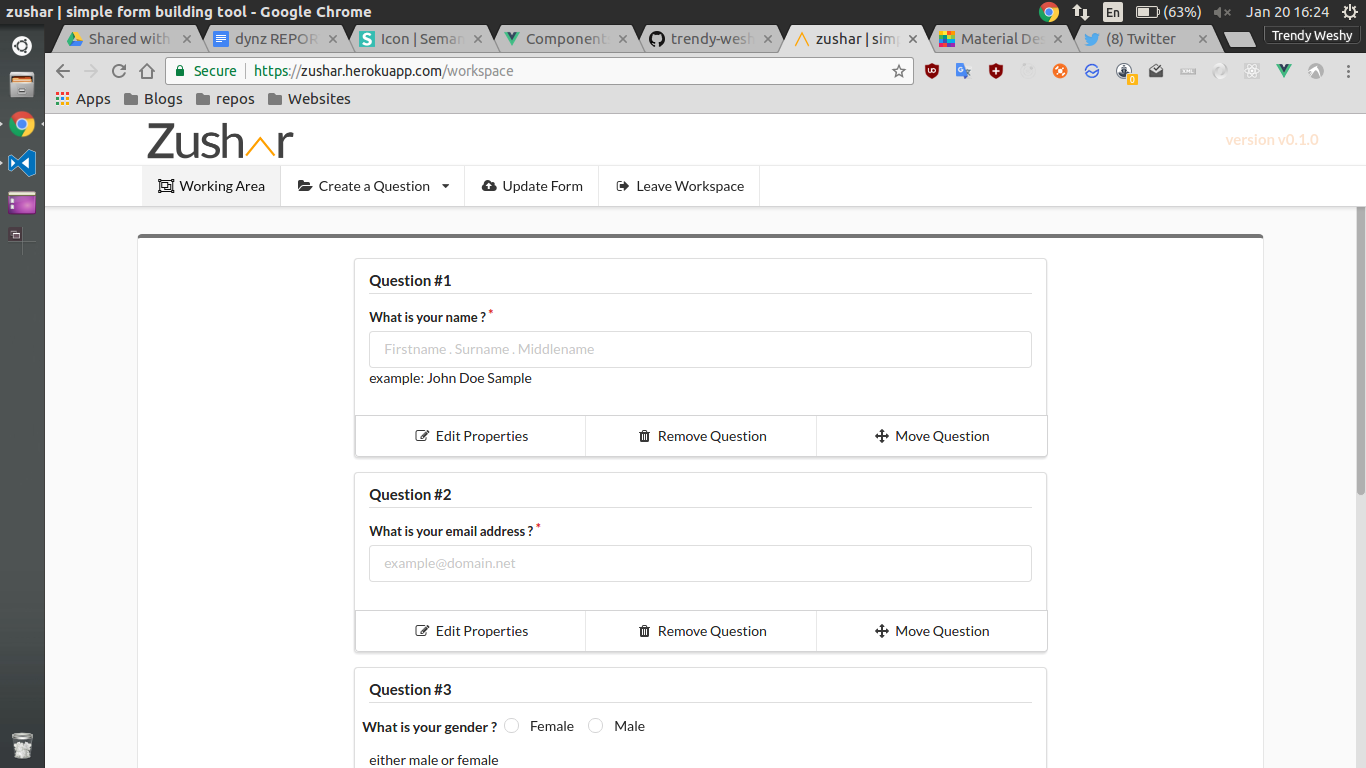 zushar | simple form building tool - Google Chrome
En
(63%)
Jan 20 16:24
Trendy Weshy
Shared with
dynz REPOR
Icon | Seman
Component
trendy-wesh
zushar | simp
Material De
(8) Twitter
Secure
https://zushar.herokuapp.com/workspace
0
Apps
Blogs
repos
Websites
Zushar
version v0.1.0
Working Area
Create a Question
Update Form
Leave Workspace
Question #1
What is your name ? *
Firstname . Surname . Middlename
example: John Doe Sample
Edit Properties
Remove Question
Move Question
Question #2
What is your email address ? *
example@domain.net
Edit Properties
Remove Question
Move Question
Question #3
What is your gender ? Female Male
either male or female